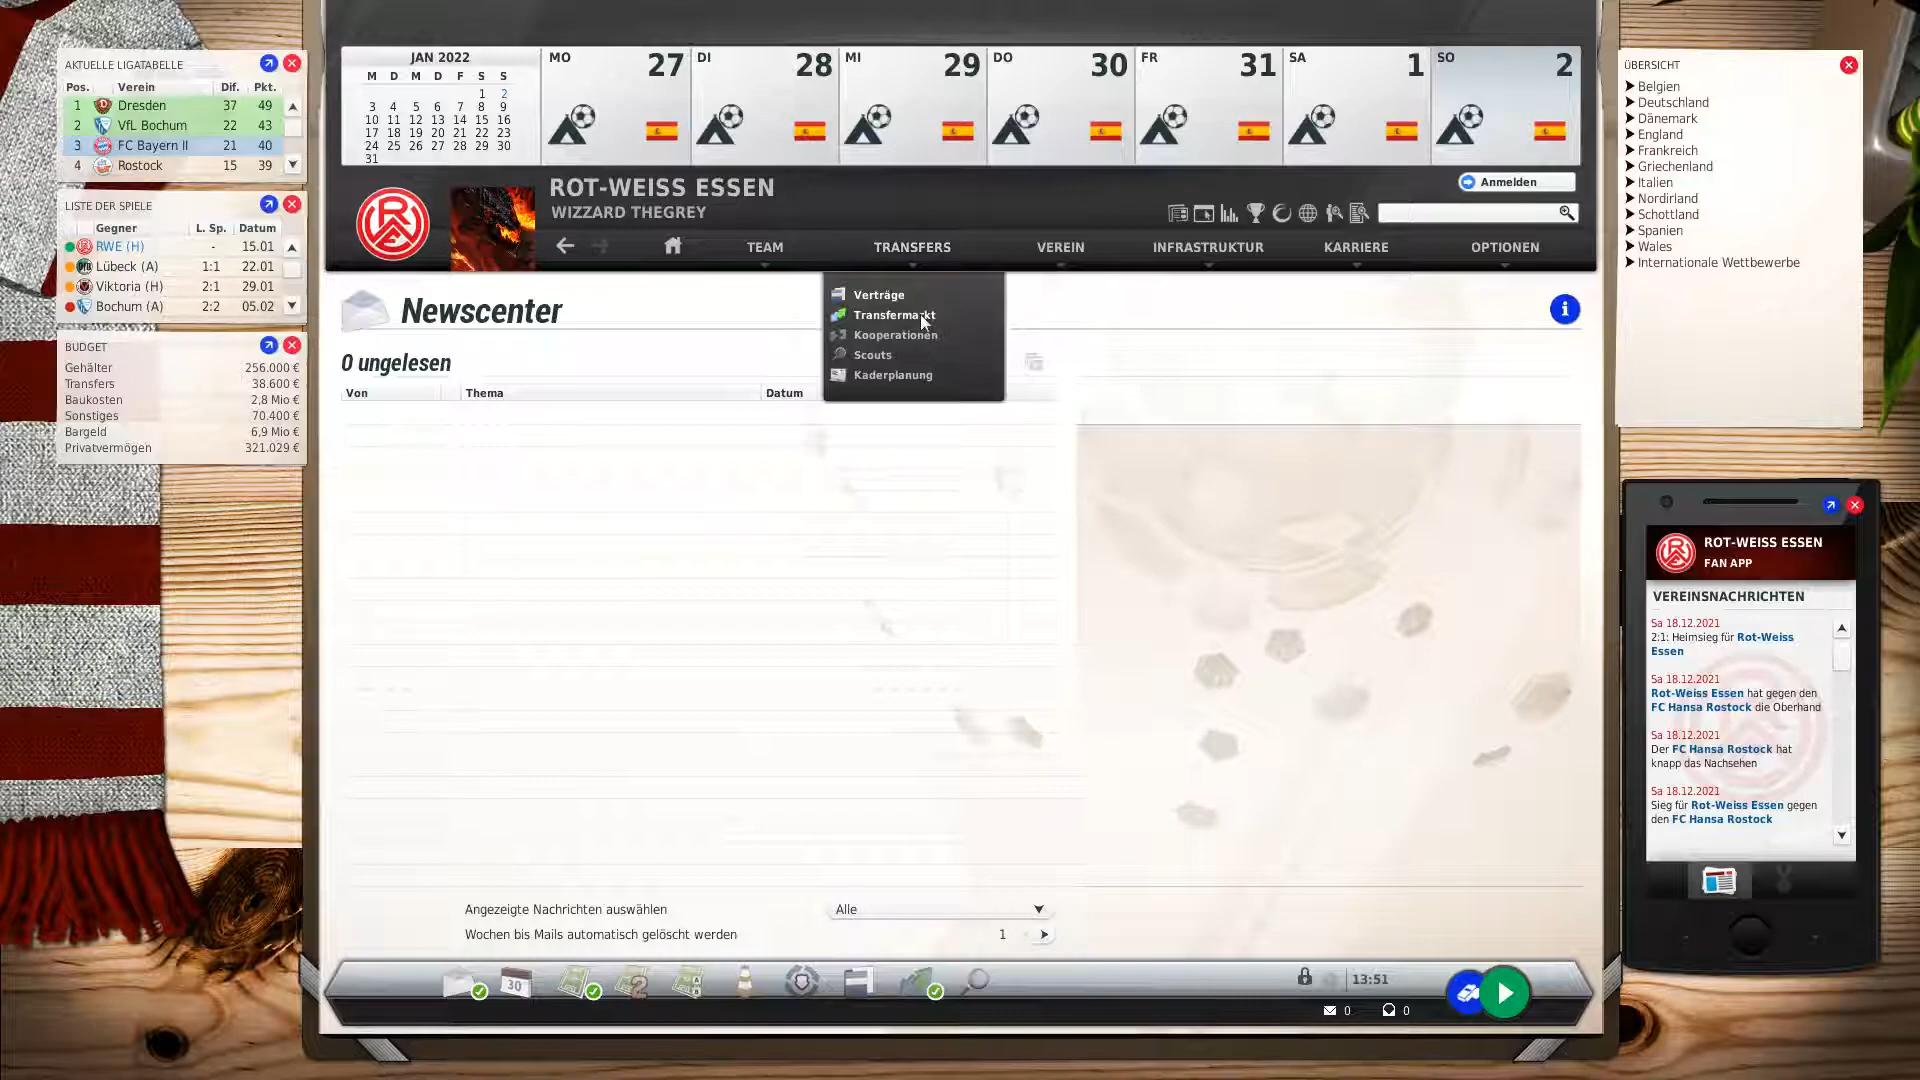 AKTUELLE LIGATABELLE
Pos. Verein Dif. Pkt.
1 Dresden 37 49
2 VfL Bochum 22 43
3 FC Bayern II 21 40
4 Rostock 15 39
LISTE DER SPIELE
Gegner L. Sp. Datum
RWE (H) - 15.01
Lübeck (A) 1:1 22.01
Viktoria (H) 2:1 29.01
Bochum (A) 2:2 05.02
BUDGET
Gehälter 256.000 €
Transfers 38.600 €
Baukosten 2,8 Mio €
Sonstiges 70.400 €
Bargeld 6,9 Mio €
Privatvermögen 321.029 €
JAN 2022
M D M D F S S
1 2
3 4 5 6 7 8 9
10 11 12 13 14 15 16
17 18 19 20 21 22 23
24 25 26 27 28 29 30
31
MO 27 DI 28 MI 29 DO 30 FR 31 SA 1 SO 2
ROT-WEISS ESSEN
WIZZARD THEGREY
Anmelden
TEAM TRANSFERS VEREIN INFRASTRUKTUR KARRIERE OPTIONEN
Verträge
Transfermarkt
Kooperationen
Scouts
Kaderplanung
Newscenter
0 ungelesen
Von Thema Datum
Angezeigte Nachrichten auswählen Alle
Wochen bis Mails automatisch gelöscht werden 1
30
2
13:51
0 0
ÜBERSICHT
Belgien
Deutschland
Dänemark
England
Frankreich
Griechenland
Italien
Nordirland
Schottland
Spanien
Wales
Internationale Wettbewerbe
ROT-WEISS ESSEN
FAN APP
VEREINSNACHRICHTEN
Sa 18.12.2021
2:1: Heimsieg für Rot-Weiss
Essen
Sa 18.12.2021
Rot-Weiss Essen hat gegen den
FC Hansa Rostock die Oberhand
Sa 18.12.2021
Der FC Hansa Rostock hat
knapp das Nachsehen
Sa 18.12.2021
Sieg für Rot-Weiss Essen gegen
den FC Hansa Rostock